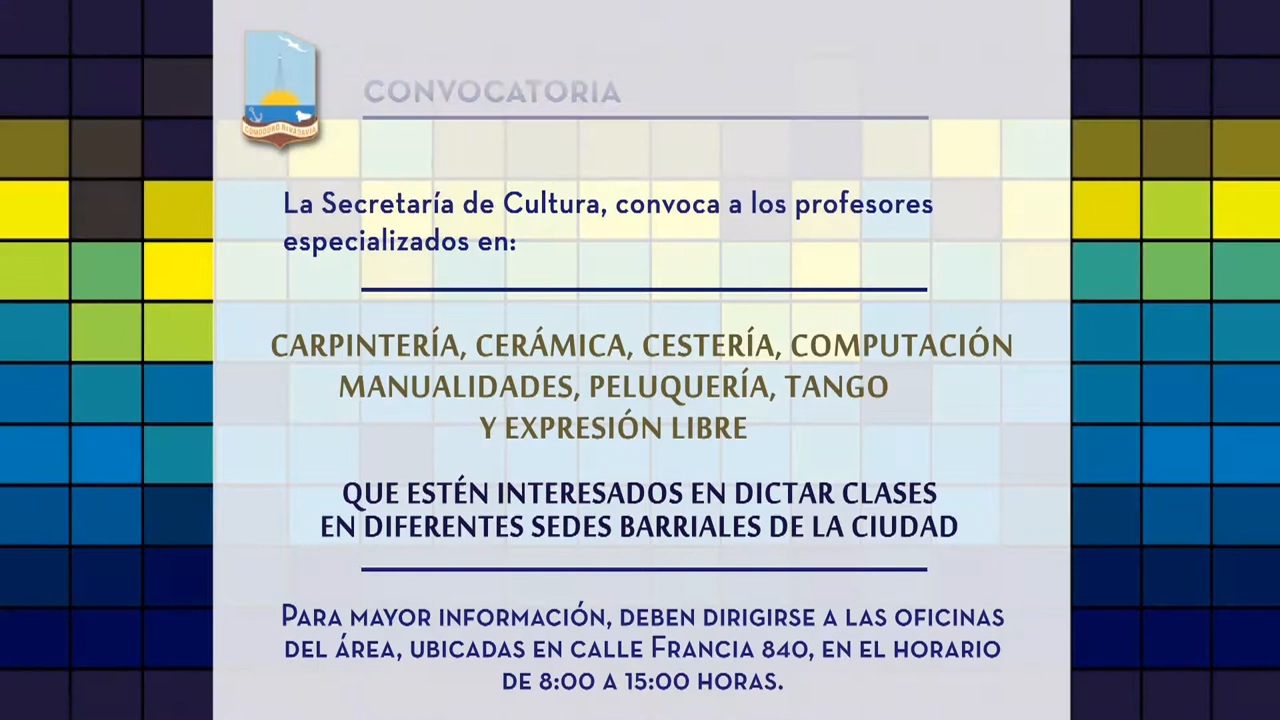 CONVOCATORIA
COMODORO RIVADAVIA
La Secretaría de Cultura, convoca a los profesores
especializados en:
CARPINTERÍA, CERÁMICA, CESTERÍA, COMPUTACIÓN
MANUALIDADES, PELUQUERÍA, TANGO
Y EXPRESIÓN LIBRE
QUE ESTÉN INTERESADOS EN DICTAR CLASES
EN DIFERENTES SEDES BARRIALES DE LA CIUDAD
PARA MAYOR INFORMACIÓN, DEBEN DIRIGIRSE A LAS OFICINAS
DEL ÁREA, UBICADAS EN CALLE FRANCIA 840, EN EL HORARIO
DE 8:00 A 15:00 HORAS.